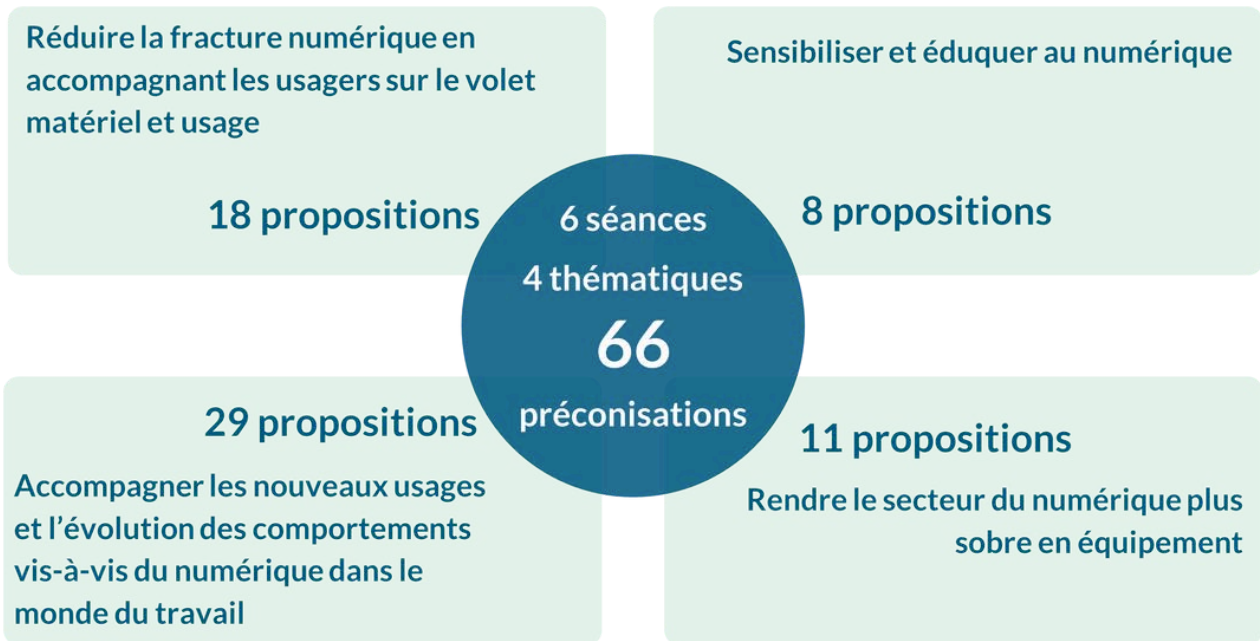 Réduire la fracture numérique en
accompagnant les usagers sur le volet
matériel et usage
18 propositions
Sensibiliser et éduquer au numérique
8 propositions
6 séances
4 thématiques
66
préconisations
29 propositions
Accompagner les nouveaux usages
et l’évolution des comportements
vis-à-vis du numérique dans le
monde du travail
11 propositions
Rendre le secteur du numérique plus
sobre en équipement